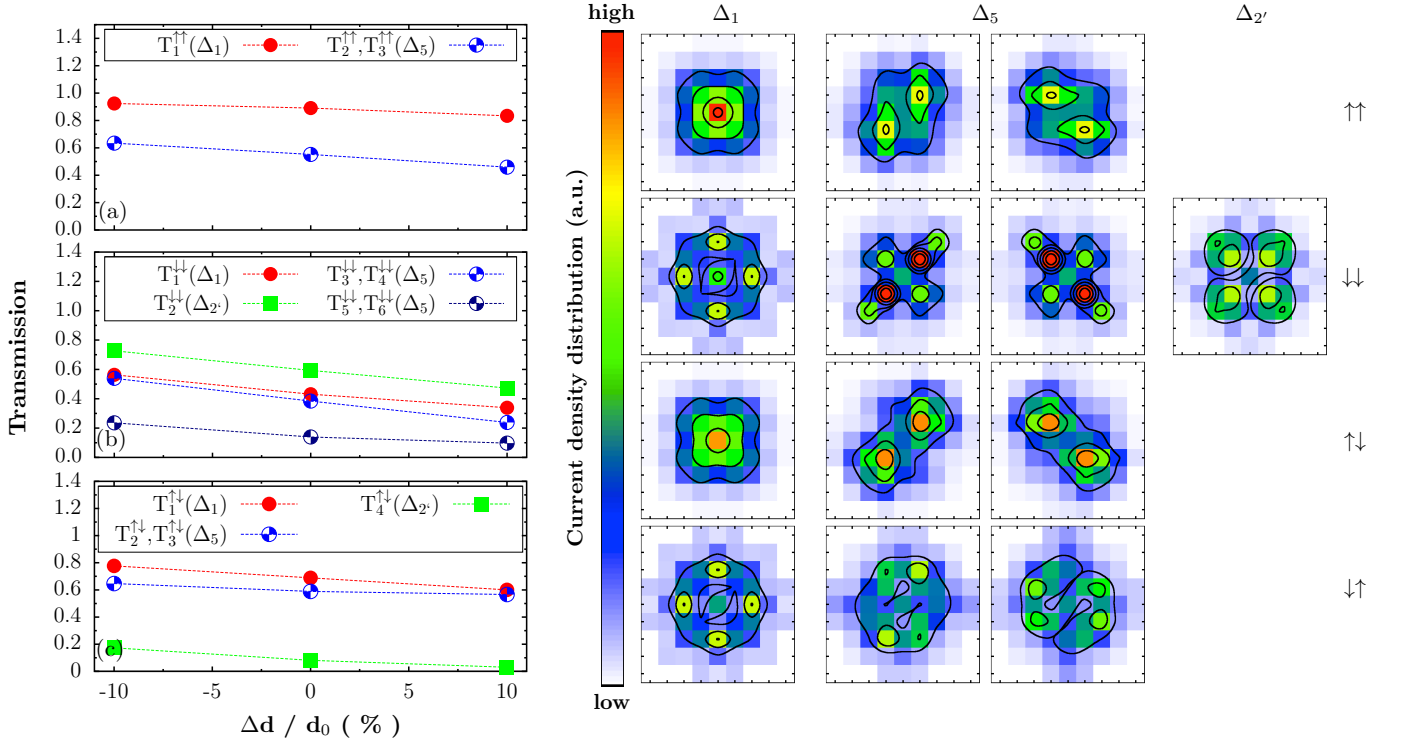 1.4
1.2
1.0
0.8
0.6
0.4
0.2
0.0
T₁^↑↑(Δ₁)
T₂^↑↑,T₃^↑↑(Δ₅)
(a)
1.4
1.2
1.0
0.8
0.6
0.4
0.2
0.0
T₁^↓↓(Δ₁)
T₃^↓↓,T₄^↓↓(Δ₅)
T₂^↓↓(Δ₂‘)
T₅^↓↓,T₆^↓↓(Δ₅)
(b)
1.4
1.2
1
0.8
0.6
0.4
0.2
0
T₁^↑↓(Δ₁)
T₄^↑↓(Δ₂‘)
T₂^↑↓,T₃^↑↓(Δ₅)
(c)
-10 -5 0 5 10
Δd / d₀ ( % )
Transmission
high
low
Current density distribution (a.u.)
Δ₁ Δ₅ Δ₂′
↑↑
↓↓
↑↓
↓↑